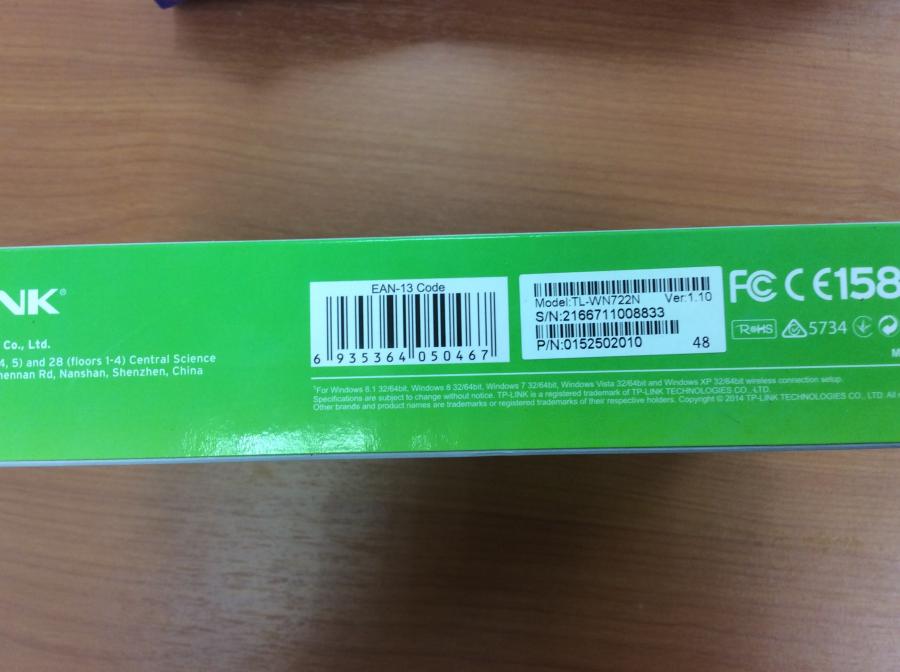 NK®
Co., Ltd.
4, 5) and 28 (floors 1-4) Central Science
ennan Rd, Nanshan, Shenzhen, China
EAN-13 Code
6 935364 050467
Model:TL-WN722N Ver:1.10
S/N:2166711008833
P/N:0152502010 48
FC CE158
RoHS 5734
M
¹For Windows 8.1 32/64bit, Windows 8 32/64bit, Windows 7 32/64bit, Windows Vista 32/64bit and Windows XP 32/64bit wireless connection setup.
Specifications are subject to change without notice. TP-LINK is a registered trademark of TP-LINK TECHNOLOGIES CO., LTD.
Other brands and product names are trademarks or registered trademarks of their respective holders. Copyright © 2014 TP-LINK TECHNOLOGIES CO., LTD. All